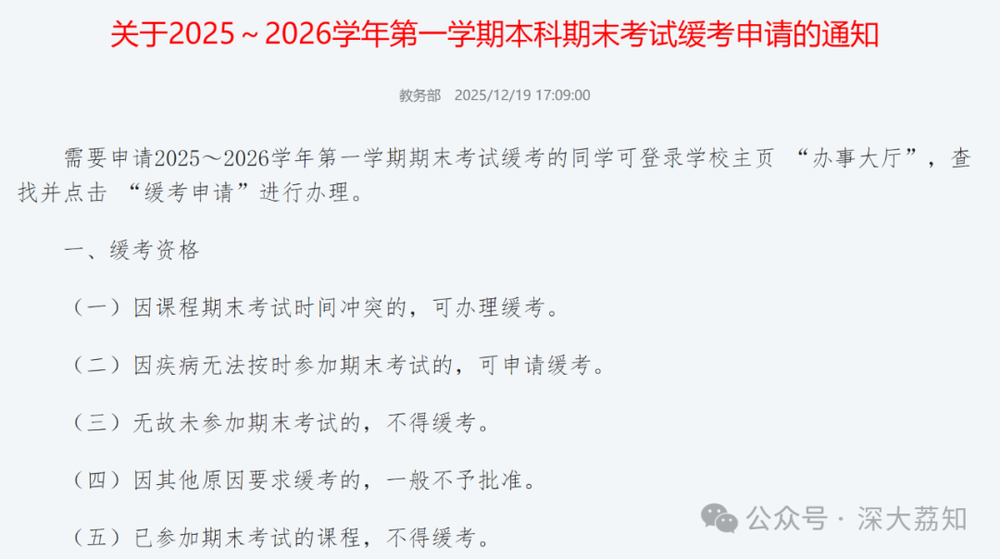 关于2025～2026学年第一学期本科期末考试缓考申请的通知
教务部 2025/12/19 17:09:00
需要申请2025～2026学年第一学期期末考试缓考的同学可登录学校主页 “办事大厅”，查
找并点击 “缓考申请”进行办理。
一、缓考资格
（一）因课程期末考试时间冲突的，可办理缓考。
（二）因疾病无法按时参加期末考试的，可申请缓考。
（三）无故未参加期末考试的，不得缓考。
（四）因其他原因要求缓考的，一般不予批准。
（五）已参加期末考试的课程，不得缓考。
公众号 · 深大荔知